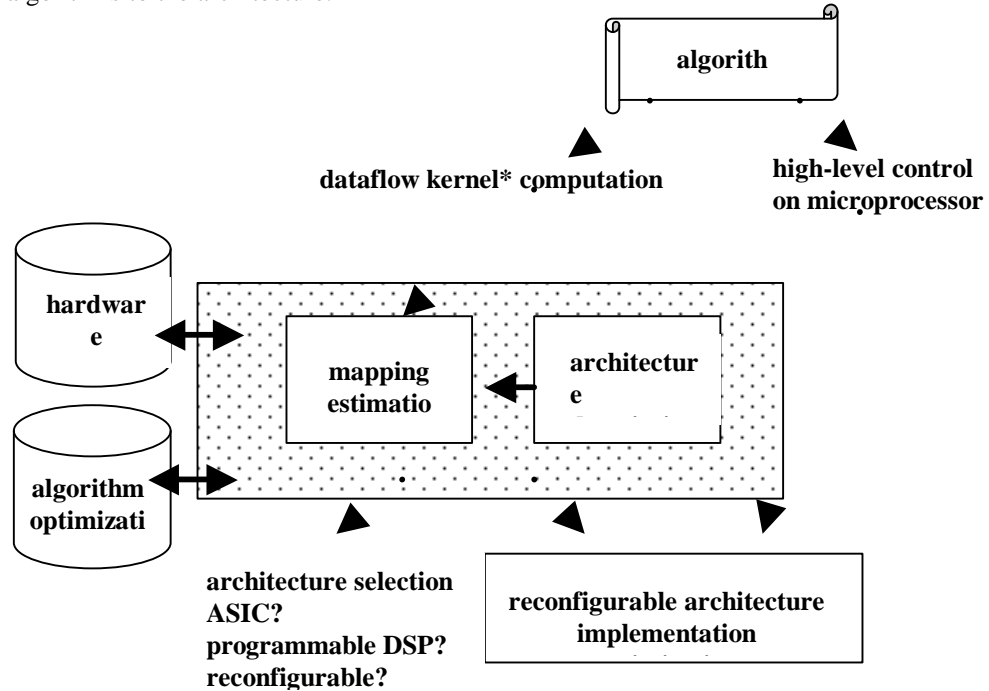 algorith
dataflow kernel* computation
high-level control
on microprocessor
hardwar
e
mapping
estimatio
architectur
e
algorithm
optimizati
architecture selection
ASIC?
programmable DSP?
reconfigurable?
reconfigurable architecture
implementation